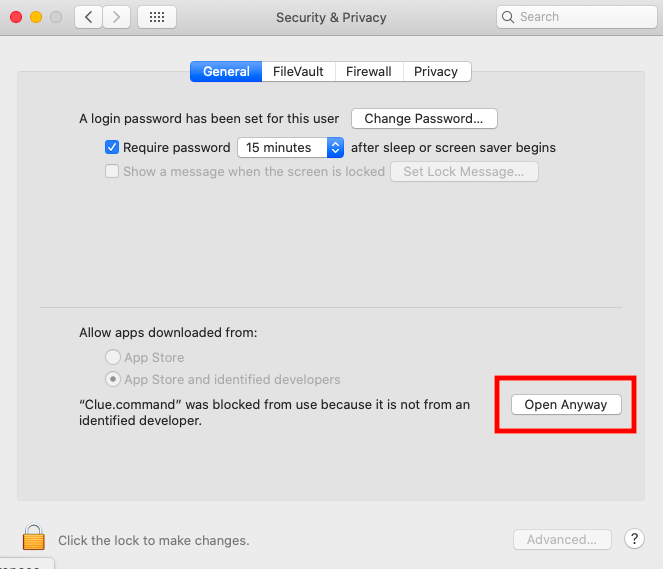 Security & Privacy
Search
General FileVault Firewall Privacy
A login password has been set for this user Change Password...
Require password 15 minutes after sleep or screen saver begins
Show a message when the screen is locked Set Lock Message...
Allow apps downloaded from:
App Store
App Store and identified developers
“Clue.command” was blocked from use because it is not from an
identified developer.
Open Anyway
Click the lock to make changes.
Advanced...
?